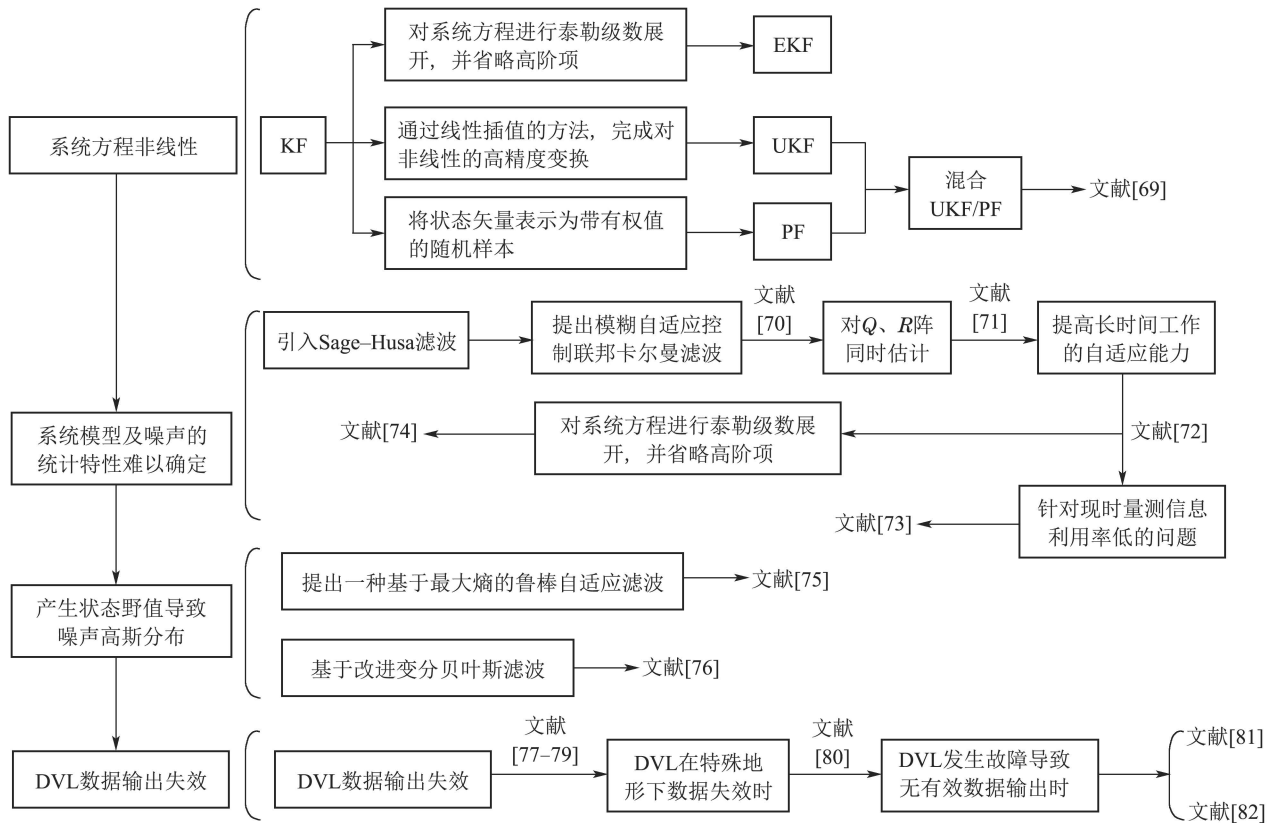 对系统方程进行泰勒级数展
开，并省略高阶项
EKF
系统方程非线性
KF
通过线性插值的方法，完成对
非线性的高精度变换
UKF
将状态矢量表示为带有权值
的随机样本
PF
混合
UKF/PF
文献[69]
引入Sage–Husa滤波
提出模糊自适应控
制联邦卡尔曼滤波
文献
[70]
对Q、R阵
同时估计
文献
[71]
提高长时间工作
的自适应能力
系统模型及噪声的
统计特性难以确定
文献[74]
对系统方程进行泰勒级数展
开，并省略高阶项
文献[72]
文献[73]
针对现时量测信息
利用率低的问题
产生状态野值导致
噪声高斯分布
提出一种基于最大熵的鲁棒自适应滤波
文献[75]
基于改进变分贝叶斯滤波
文献[76]
DVL数据输出失效
DVL数据输出失效
文献
[77–79]
DVL在特殊地
形下数据失效时
文献
[80]
DVL发生故障导致
无有效数据输出时
文献[81]
文献[82]